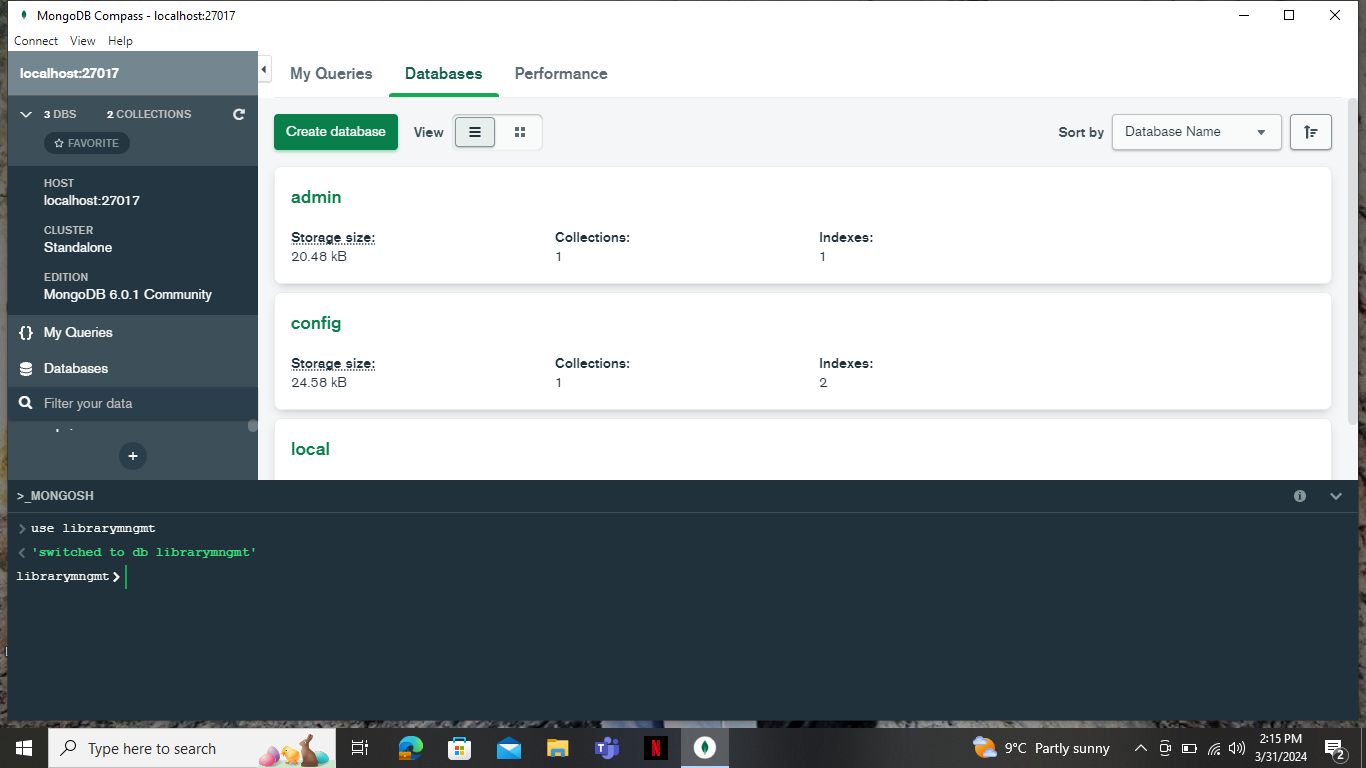 MongoDB Compass - localhost:27017
Connect View Help
localhost:27017
3 DBS 2 COLLECTIONS
FAVORITE
HOST
localhost:27017
CLUSTER
Standalone
EDITION
MongoDB 6.0.1 Community
{} My Queries
Databases
Filter your data
+
My Queries Databases Performance
Create database View Sort by Database Name
admin
Storage size: Collections: Indexes:
20.48 kB 1 1
config
Storage size: Collections: Indexes:
24.58 kB 1 2
local
>_MONGOSH
use librarymngmt
'switched to db librarymngmt'
librarymngmt>
Type here to search
N
9°C Partly sunny
2:15 PM
3/31/2024
2